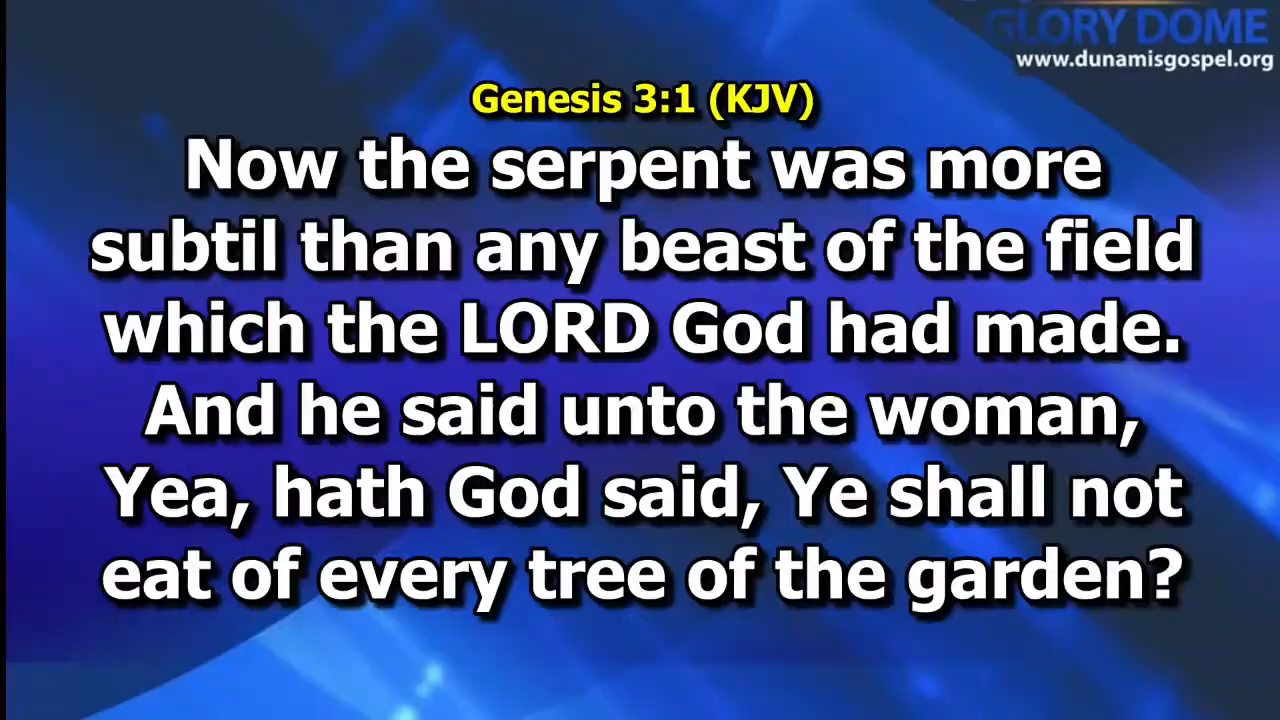 GLORY DOME
www.dunamisgospel.org
Genesis 3:1 (KJV)
Now the serpent was more
subtil than any beast of the field
which the LORD God had made.
And he said unto the woman,
Yea, hath God said, Ye shall not
eat of every tree of the garden?